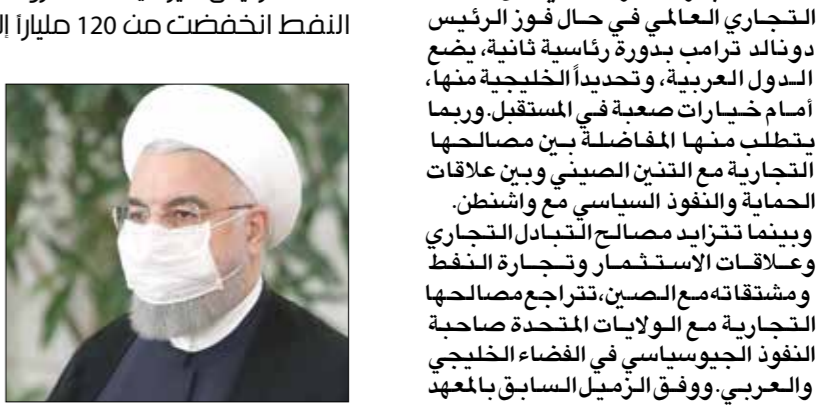 التجاري العالمي في حال فوز الرئيس
دونالد ترامب بدورة رئاسية ثانية، يضع
الدول العربية، وتحديداً الخليجية منها،
أمام خيارات صعبة في المستقبل. وربما
يتطلب منها المفاضلة بين مصالحها
التجارية مع التنين الصيني وبين علاقات
الحماية والنفوذ السياسي مع واشنطن.
وبينما تتزايد مصالح التبادل التجاري
وعلاقات الاستثمار وتجارة النفط
ومشتقاته مع الصين، تتراجع مصالحها
التجارية مع الولايات المتحدة صاحبة
النفوذ الجيوسياسي في الفضاء الخليجي
والعربي. ووفق الزميل السابق بالمعهد
النفط انخفضت من 120 ملياراً